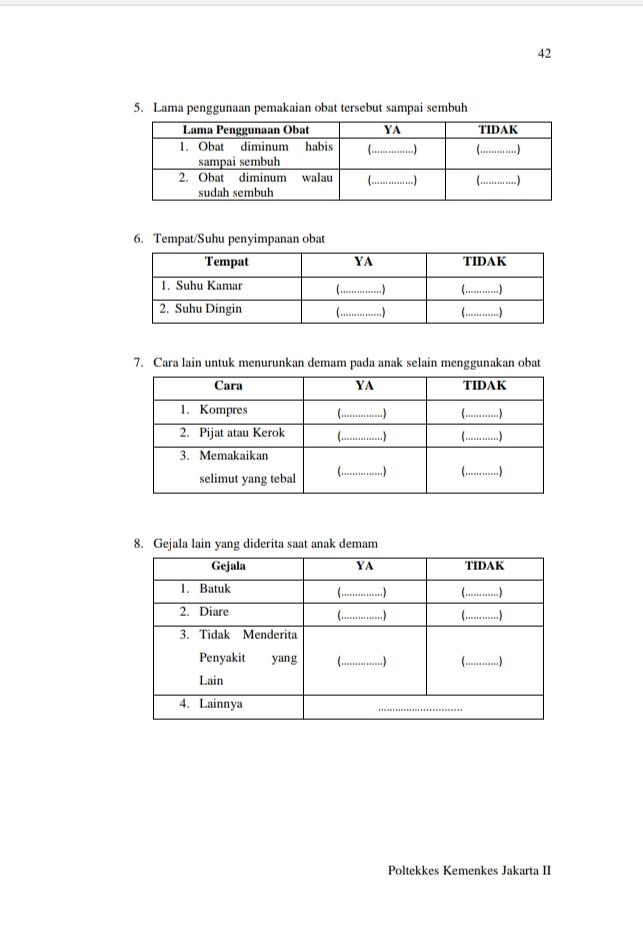 42
5. Lama penggunaan pemakaian obat tersebut sampai sembuh
Lama Penggunaan Obat YA TIDAK
1. Obat diminum habis (...............) (.............)
sampai sembuh
2. Obat diminum walau (...............) (.............)
sudah sembuh
6. Tempat/Suhu penyimpanan obat
Tempat YA TIDAK
1. Suhu Kamar (...............) (............)
2. Suhu Dingin (...............) (............)
7. Cara lain untuk menurunkan demam pada anak selain menggunakan obat
Cara YA TIDAK
1. Kompres (...............) (............)
2. Pijat atau Kerok (...............) (............)
3. Memakaikan
selimut yang tebal (...............) (............)
8. Gejala lain yang diderita saat anak demam
Gejala YA TIDAK
1. Batuk (...............) (............)
2. Diare (...............) (............)
3. Tidak Menderita
Penyakit yang (...............) (............)
Lain
4. Lainnya ..............................
Poltekkes Kemenkes Jakarta II